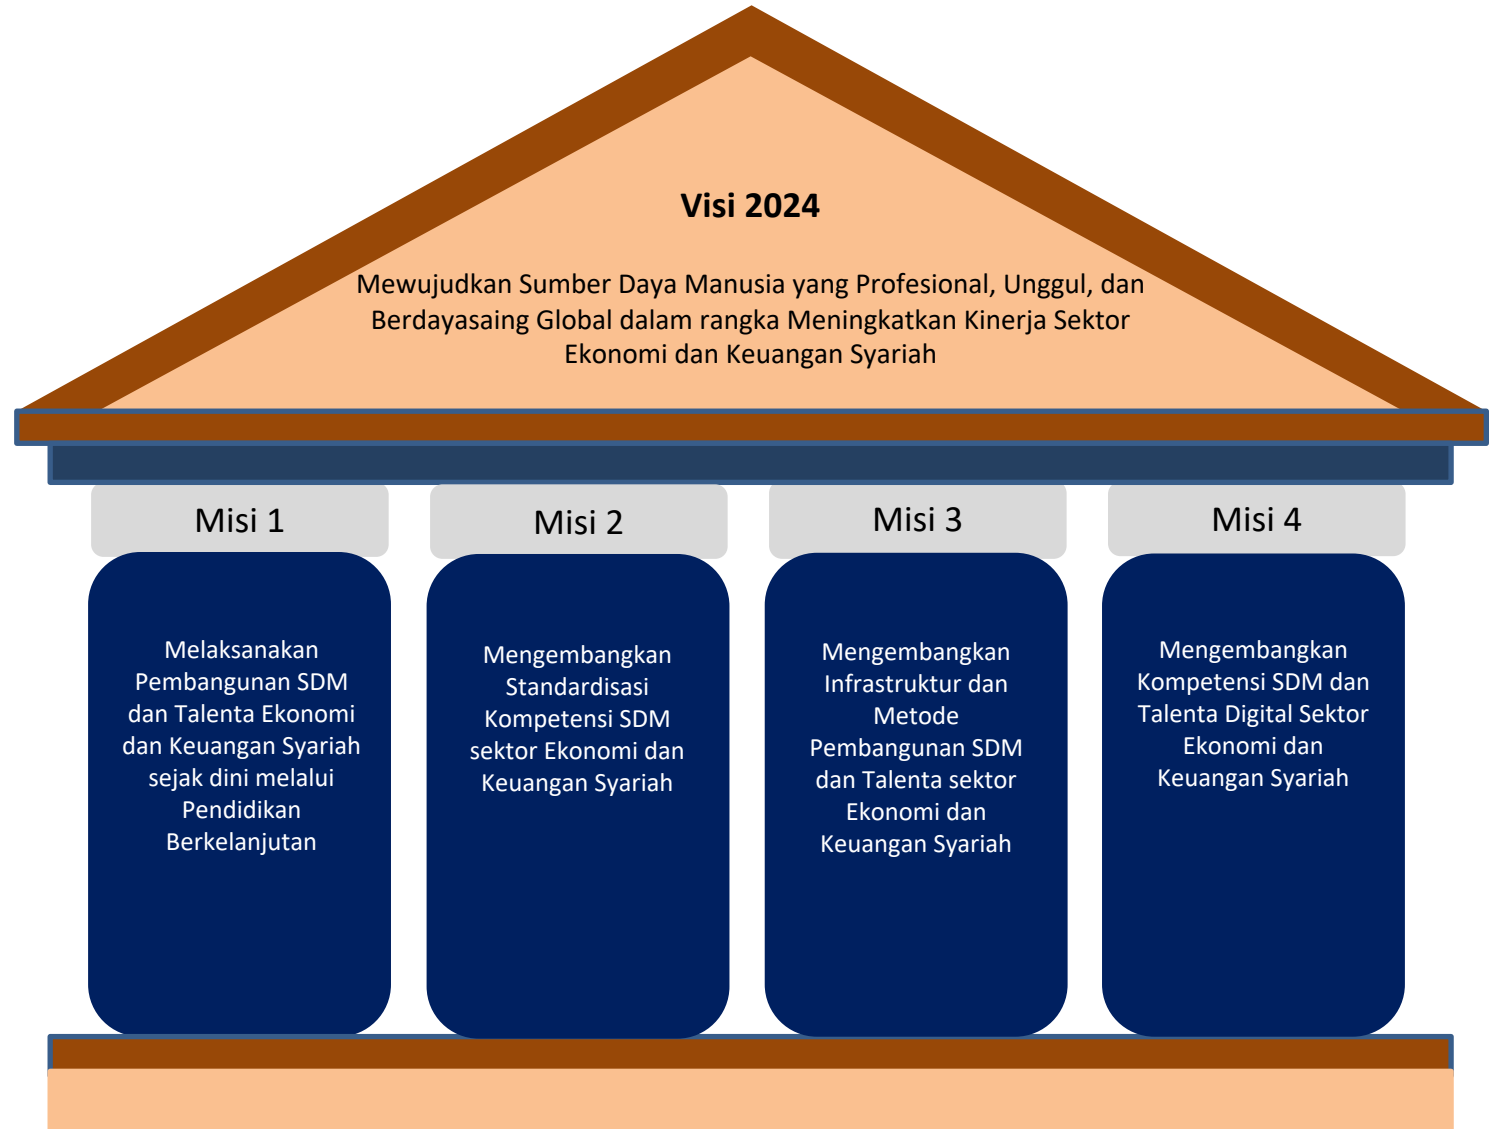 Visi 2024
Mewujudkan Sumber Daya Manusia yang Profesional, Unggul, dan
Berdayasaing Global dalam rangka Meningkatkan Kinerja Sektor
Ekonomi dan Keuangan Syariah
Misi 1
Melaksanakan
Pembangunan SDM
dan Talenta Ekonomi
dan Keuangan Syariah
sejak dini melalui
Pendidikan
Berkelanjutan
Misi 2
Mengembangkan
Standardisasi
Kompetensi SDM
sektor Ekonomi dan
Keuangan Syariah
Misi 3
Mengembangkan
Infrastruktur dan
Metode
Pembangunan SDM
dan Talenta sektor
Ekonomi dan
Keuangan Syariah
Misi 4
Mengembangkan
Kompetensi SDM dan
Talenta Digital Sektor
Ekonomi dan
Keuangan Syariah